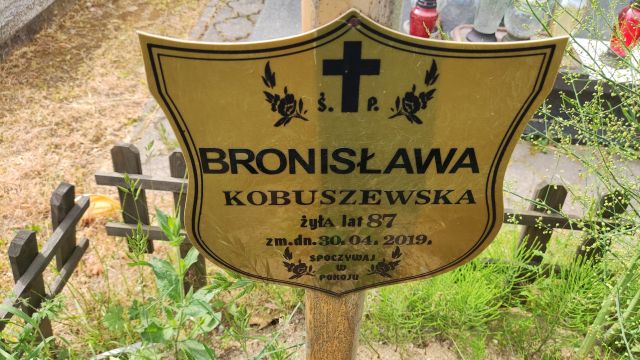 Ś. P.
BRONISŁAWA
KOBUSZEWSKA
żyłA lat 87
zm.dn. 30. 04. 2019.
SPOCZYWAJ
W
POKOJU